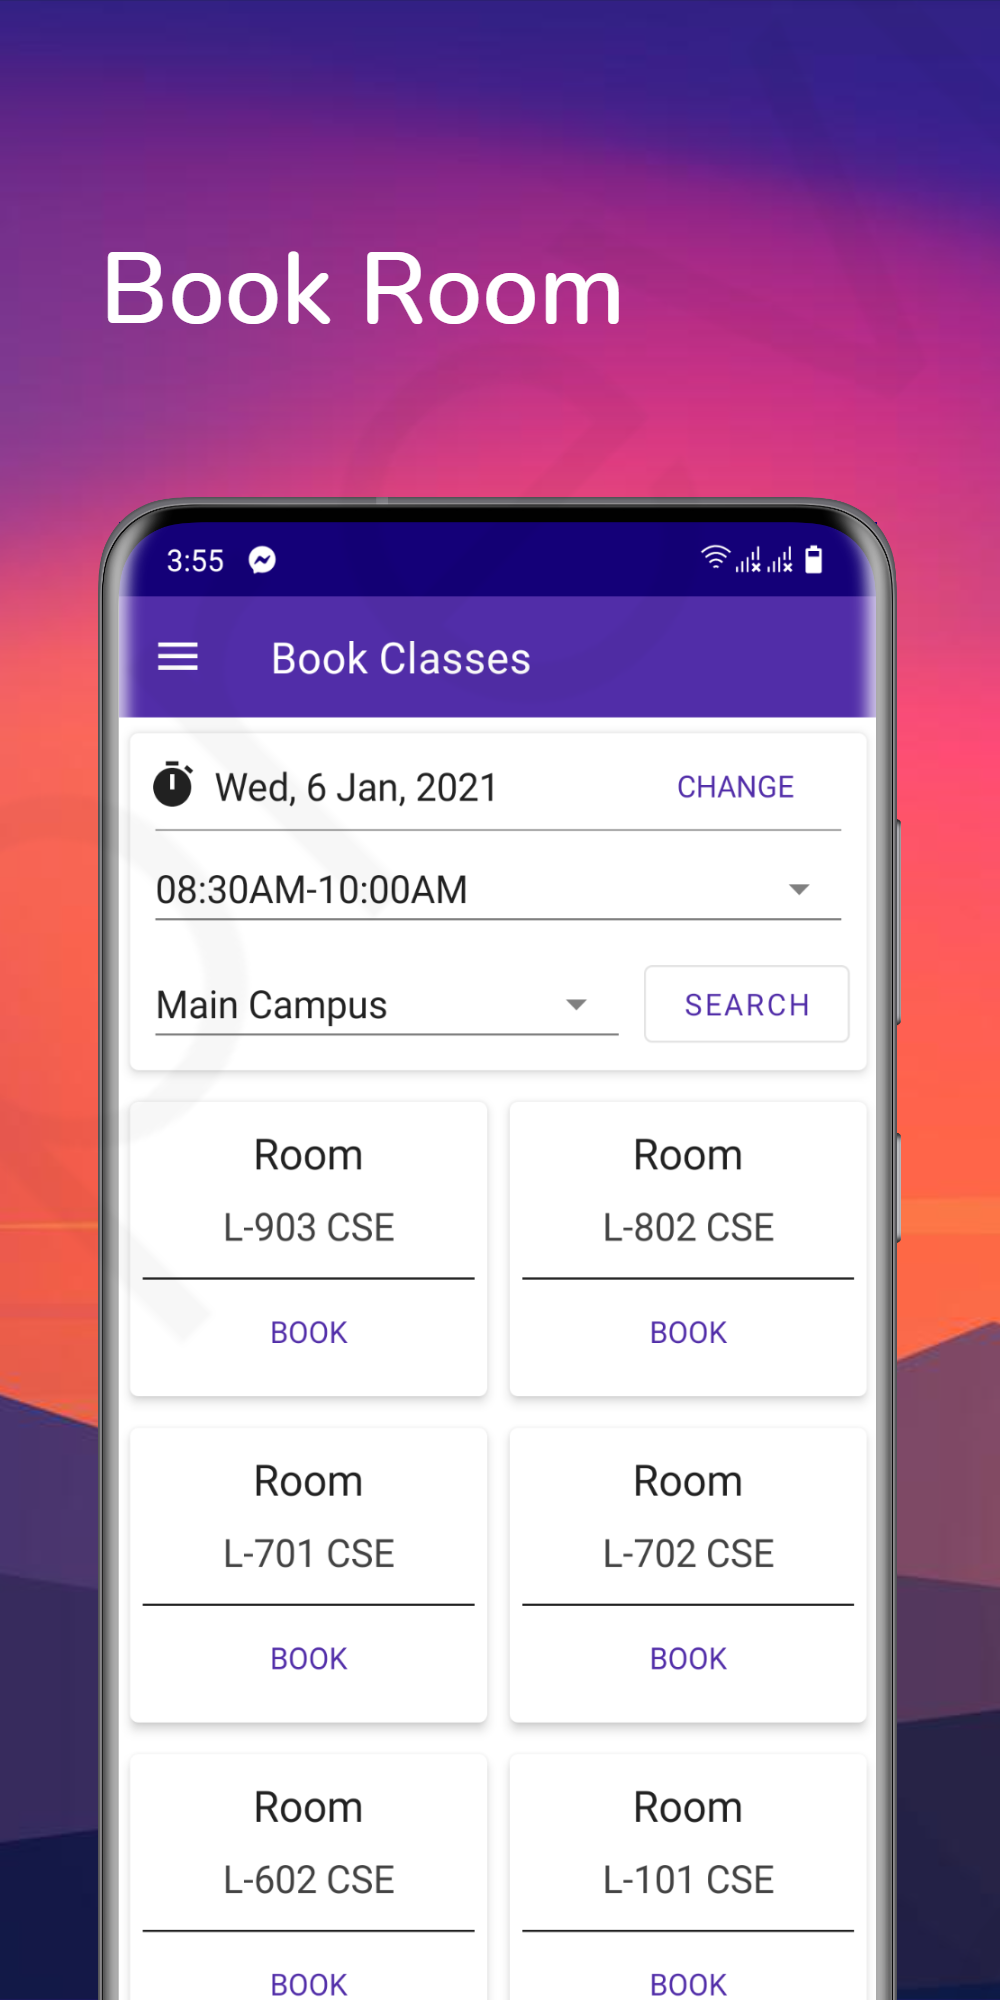 Book Room
3:55
Book Classes
Wed, 6 Jan, 2021 CHANGE
08:30AM-10:00AM
Main Campus SEARCH
Room Room
L-903 CSE L-802 CSE
BOOK BOOK
Room Room
L-701 CSE L-702 CSE
BOOK BOOK
Room Room
L-602 CSE L-101 CSE
BOOK BOOK